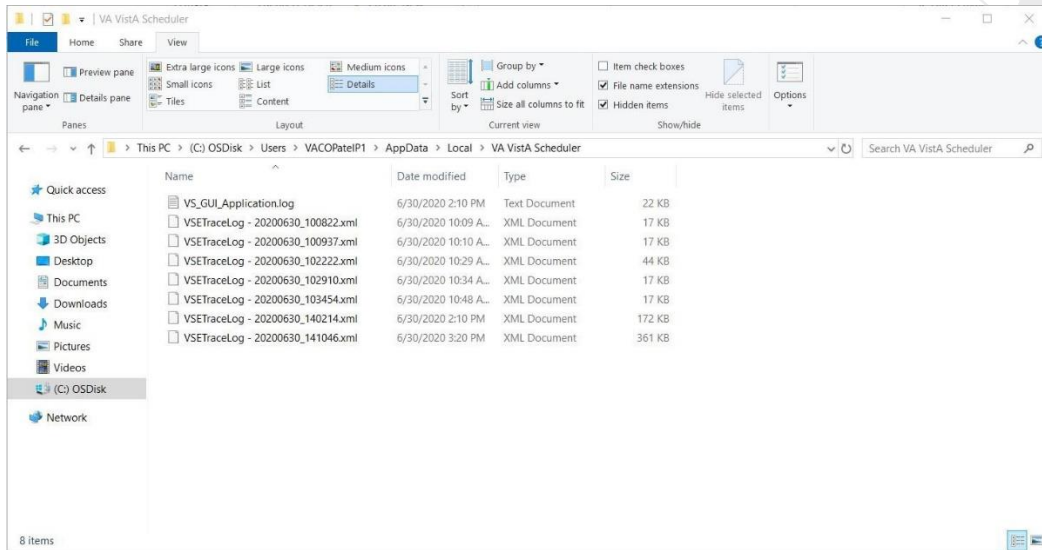 VA VistA Scheduler
File Home Share View
Navigation pane
Preview pane
Details pane
Panes
Extra large icons Large icons Medium icons
Small icons List Details
Tiles Content
Layout
Sort by
Group by
Add columns
Size all columns to fit
Current view
Item check boxes
File name extensions
Hidden items
Hide selected items
Show/hide
Options
This PC > (C:) OSDisk > Users > VACOPatelP1 > AppData > Local > VA VistA Scheduler
Search VA VistA Scheduler
Quick access
This PC
3D Objects
Desktop
Documents
Downloads
Music
Pictures
Videos
(C:) OSDisk
Network
Name Date modified Type Size
VS_GUI_Application.log 6/30/2020 2:10 PM Text Document 22 KB
VSETraceLog - 20200630_100822.xml 6/30/2020 10:09 A... XML Document 17 KB
VSETraceLog - 20200630_100937.xml 6/30/2020 10:10 A... XML Document 17 KB
VSETraceLog - 20200630_102222.xml 6/30/2020 10:29 A... XML Document 44 KB
VSETraceLog - 20200630_102910.xml 6/30/2020 10:34 A... XML Document 17 KB
VSETraceLog - 20200630_103454.xml 6/30/2020 10:48 A... XML Document 17 KB
VSETraceLog - 20200630_140214.xml 6/30/2020 2:10 PM XML Document 172 KB
VSETraceLog - 20200630_141046.xml 6/30/2020 3:20 PM XML Document 361 KB
8 items